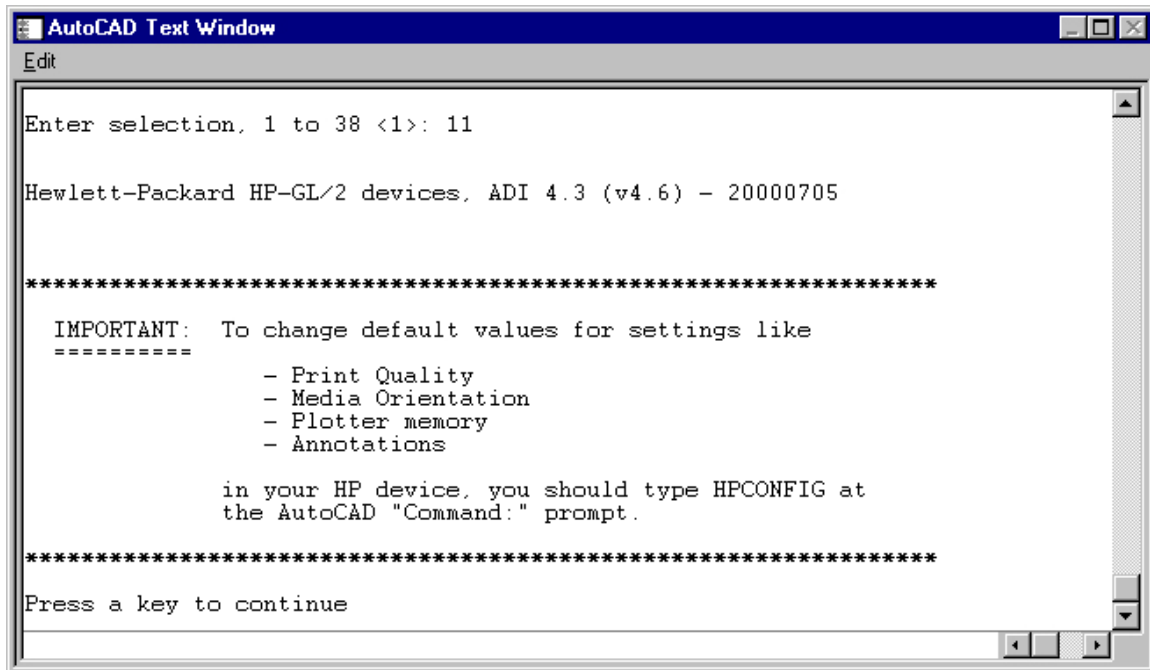 AutoCAD Text Window
Edit
Enter selection, 1 to 38 <1>: 11
Hewlett-Packard HP-GL/2 devices, ADI 4.3 (v4.6) - 20000705
*****************************************************************
IMPORTANT: To change default values for settings like
==========
- Print Quality
- Media Orientation
- Plotter memory
- Annotations
in your HP device, you should type HPCONFIG at
the AutoCAD "Command:" prompt.
*****************************************************************
Press a key to continue